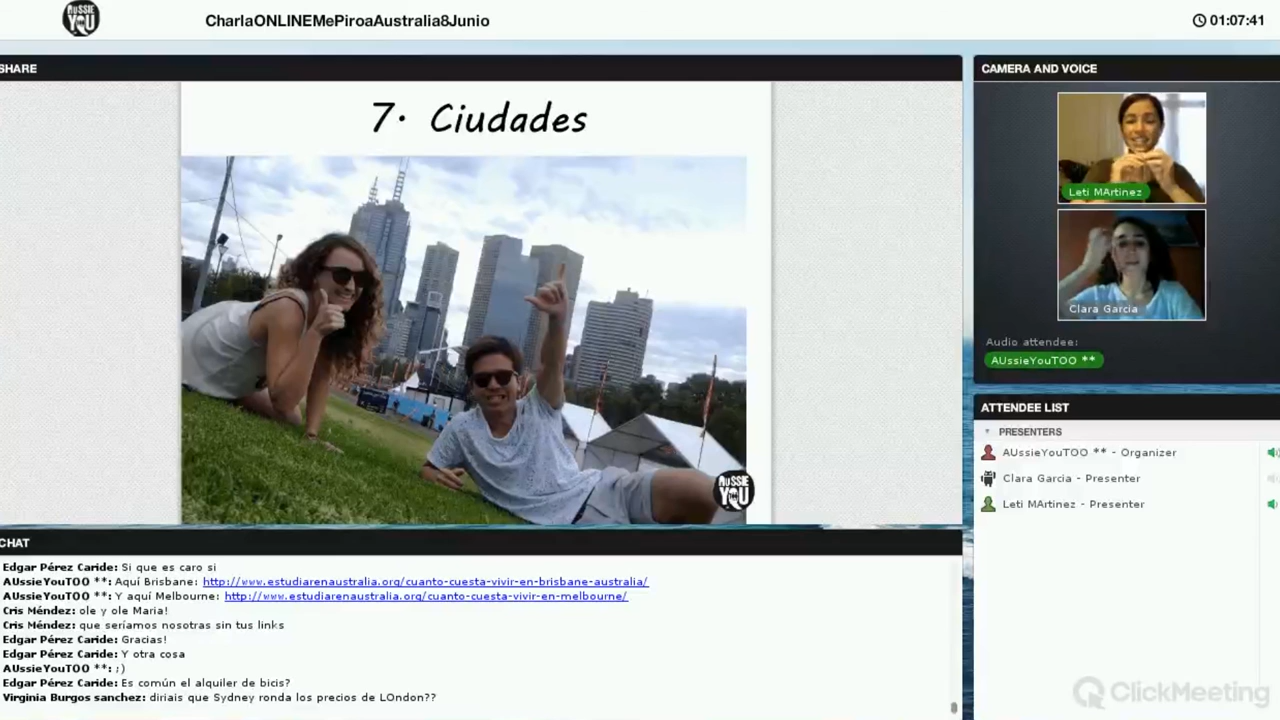 AUSSIE
YOU
CharlaONLINEMePiroaAustralia8Junio
01:07:41
SHARE
7. Ciudades
AUSSIE
YOU
CAMERA AND VOICE
Leti MArtinez
Clara Garcia
Audio attendee:
AUssieYouTOO **
ATTENDEE LIST
PRESENTERS
AUssieYouTOO ** - Organizer
Clara Garcia - Presenter
Leti MArtinez - Presenter
CHAT
Edgar Pérez Caride: Si que es caro si
AUssieYouTOO **: Aquí Brisbane: http://www.estudiarenaustralia.org/cuanto-cuesta-vivir-en-brisbane-australia/
AUssieYouTOO **: Y aquí Melbourne: http://www.estudiarenaustralia.org/cuanto-cuesta-vivir-en-melbourne/
Cris Méndez: ole y ole Maria!
Cris Méndez: que seríamos nosotras sin tus links
Edgar Pérez Caride: Gracias!
Edgar Pérez Caride: Y otra cosa
AUssieYouTOO **: ;)
Edgar Pérez Caride: Es común el alquiler de bicis?
Virginia Burgos sanchez: diriais que Sydney ronda los precios de LOndon??
ClickMeeting